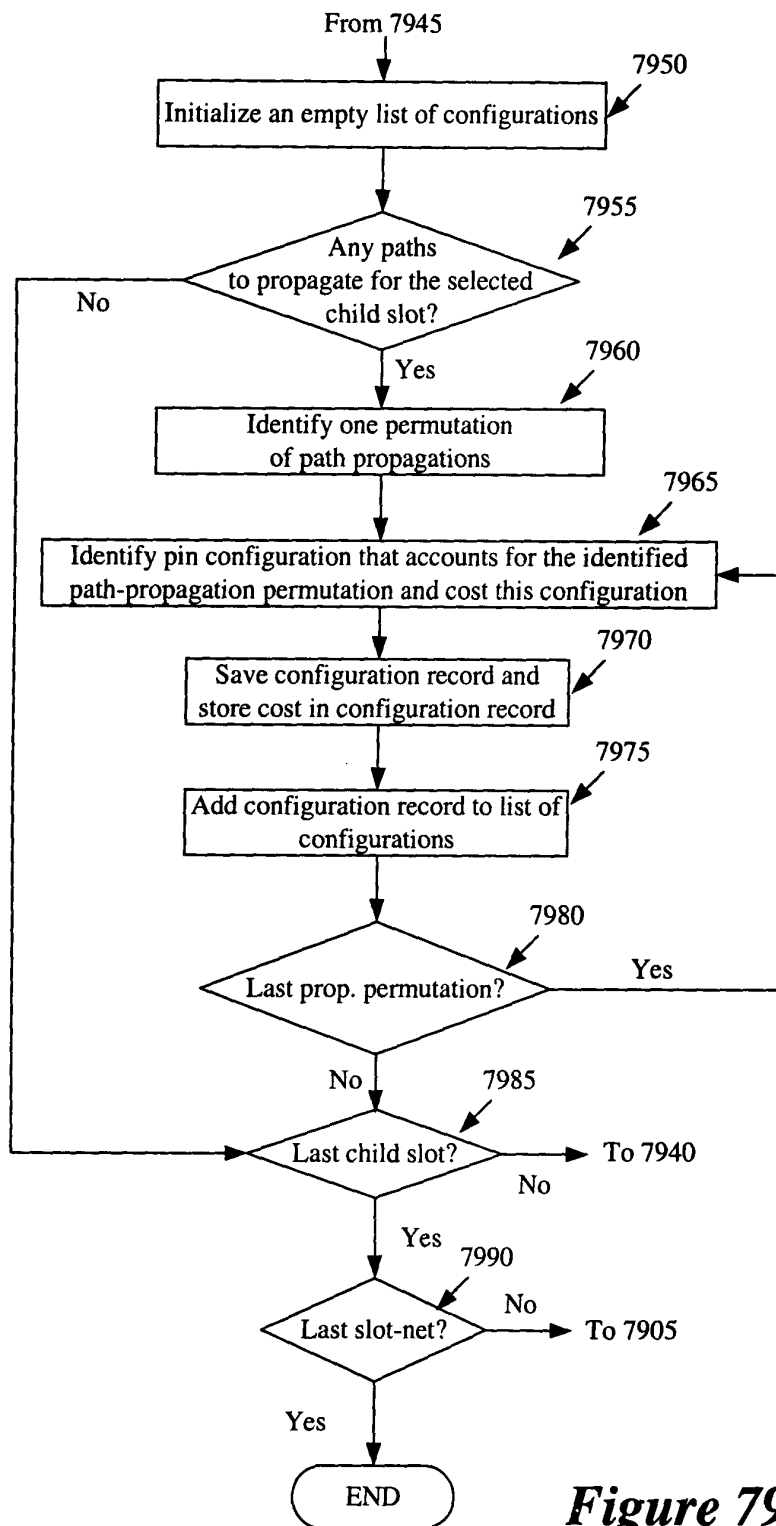 From 7945
7950
Initialize an empty list of configurations
7955
Any paths
to propagate for the selected
child slot?
No
Yes
7960
Identify one permutation
of path propagations
7965
Identify pin configuration that accounts for the identified
path-propagation permutation and cost this configuration
7970
Save configuration record and
store cost in configuration record
7975
Add configuration record to list of
configurations
7980
Last prop. permutation?
Yes
No
7985
Last child slot?
To 7940
No
Yes
7990
Last slot-net?
No
To 7905
Yes
END
Figure 79